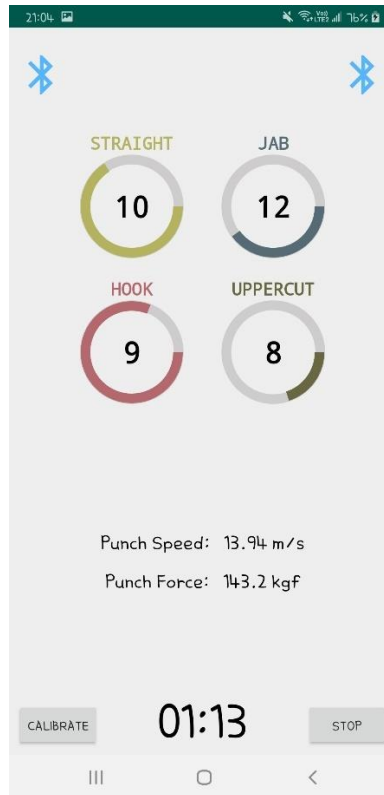 21:04 76%
STRAIGHT JAB
10 12
HOOK UPPERCUT
9 8
Punch Speed: 13.94 m/s
Punch Force: 143.2 kgf
CALIBRATE 01:13 STOP